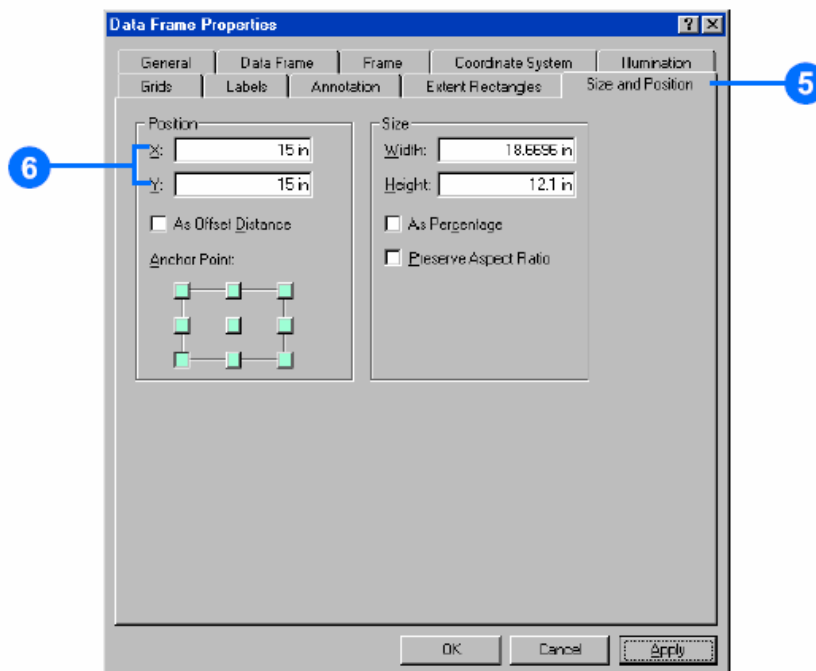 Data Frame Properties
General Data Frame Frame Coordinate System Illumination
Grids Labels Annotation Extent Rectangles Size and Position 5
Position Size
6 X: 15 in Width: 18.6696 in
Y: 15 in Height: 12.1 in
As Offset Distance As Percentage
Anchor Point: Preserve Aspect Ratio
OK Cancel Apply